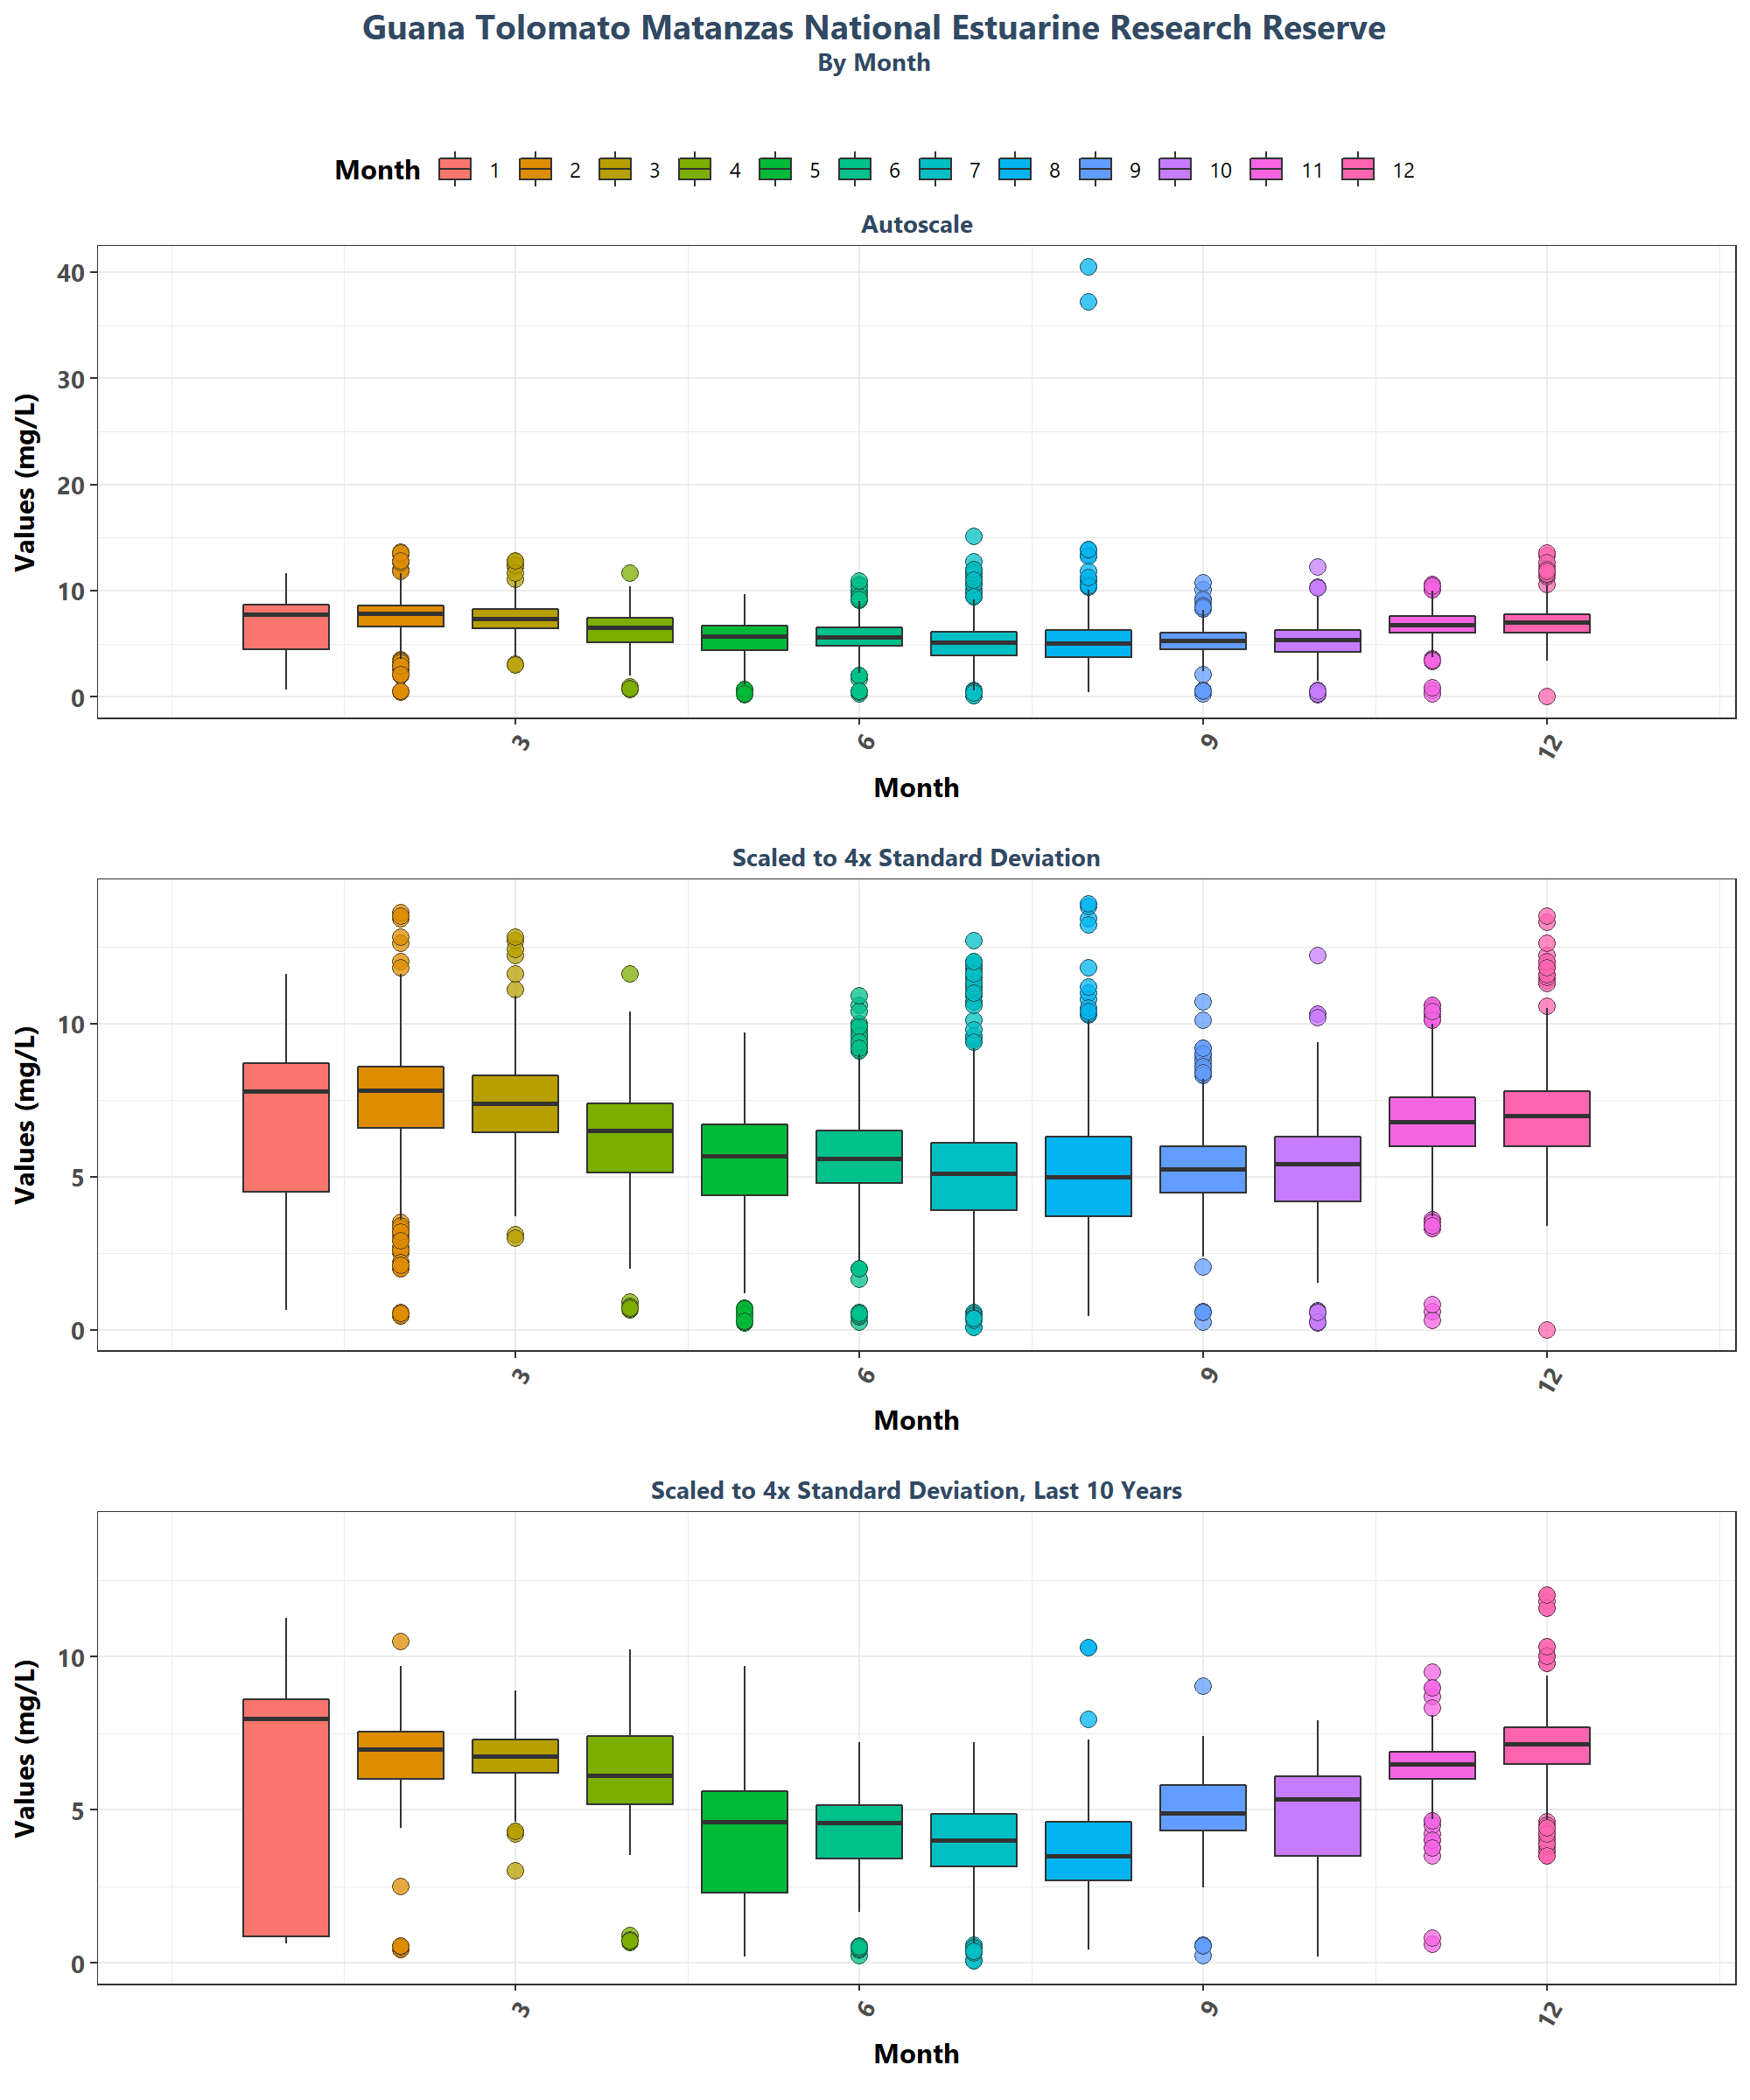 Guana Tolomato Matanzas National Estuarine Research Reserve
By Month
Month 1 2 3 4 5 6 7 8 9 10 11 12
Autoscale
Values (mg/L)
40
30
20
10
0
3 6 9 12
Month
Scaled to 4x Standard Deviation
Values (mg/L)
10
5
0
3 6 9 12
Month
Scaled to 4x Standard Deviation, Last 10 Years
Values (mg/L)
10
5
0
3 6 9 12
Month